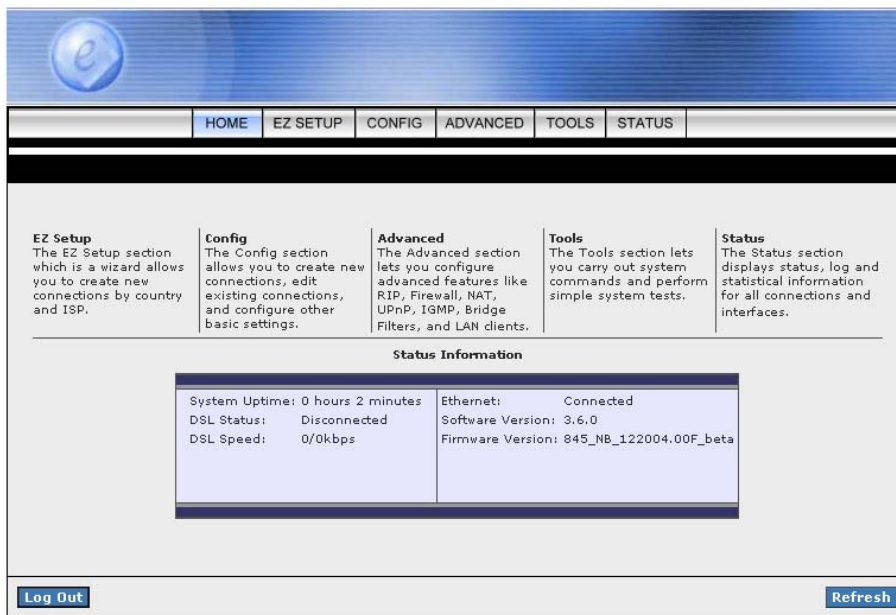 e
HOME EZ SETUP CONFIG ADVANCED TOOLS STATUS
EZ Setup
The EZ Setup section
which is a wizard allows
you to create new
connections by country
and ISP.
Config
The Config section
allows you to create new
connections, edit
existing connections,
and configure other
basic settings.
Advanced
The Advanced section
lets you configure
advanced features like
RIP, Firewall, NAT,
UPnP, IGMP, Bridge
Filters, and LAN clients.
Tools
The Tools section lets
you carry out system
commands and perform
simple system tests.
Status
The Status section
displays status, log and
statistical information
for all connections and
interfaces.
Status Information
System Uptime: 0 hours 2 minutes
DSL Status: Disconnected
DSL Speed: 0/0kbps
Ethernet: Connected
Software Version: 3.6.0
Firmware Version: 845_NB_122004.00F_beta
Log Out
Refresh